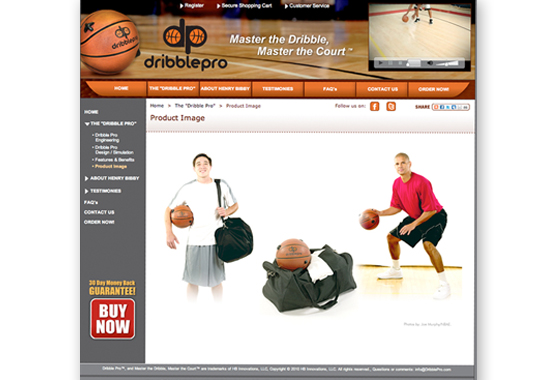 Register
Secure Shopping Cart
Customer Service
dribblepro
dp
dribblepro
Master the Dribble,
Master the Court™
HOME
THE "DRIBBLE PRO"
ABOUT HENRY BIBBY
TESTIMONIES
FAQ's
CONTACT US
ORDER NOW!
Home > The "Dribble Pro" > Product Image
Follow us on:
SHARE
Product Image
HOME
THE "DRIBBLE PRO"
• Dribble Pro
Engineering
• Dribble Pro
Design / Simulation
• Features & Benefits
• Product Image
ABOUT HENRY BIBBY
TESTIMONIES
FAQ's
CONTACT US
ORDER NOW!
30 Day Money Back
GUARANTEE!
BUY
NOW
Photos by
Dribble Pro™, and Master the Dribble, Master the Court™ are trademarks of HB Innovations, LLC, Copyright © 2010 HB Innovations, LLC. All rights reserved., Questions or comments: info@DribblePro.com